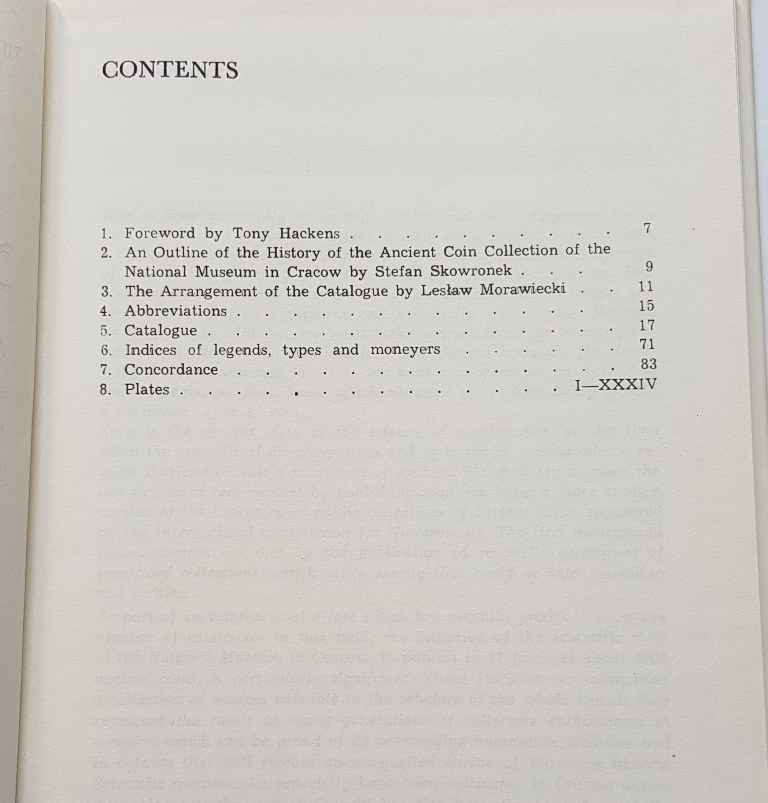 CONTENTS
1. Foreword by Tony Hackens . . . . . . . . . . 7
2. An Outline of the History of the Ancient Coin Collection of the
National Museum in Cracow by Stefan Skowronek . . . 9
3. The Arrangement of the Catalogue by Lesław Morawiecki . . 11
4. Abbreviations . . . . . . . . . . . . . . 15
5. Catalogue . . . . . . . . . . . . . . . 17
6. Indices of legends, types and moneyers . . . . . . 71
7. Concordance . . . . . . . . . . . . . . 83
8. Plates . . . . . . . . . . . . . . I—XXXIV